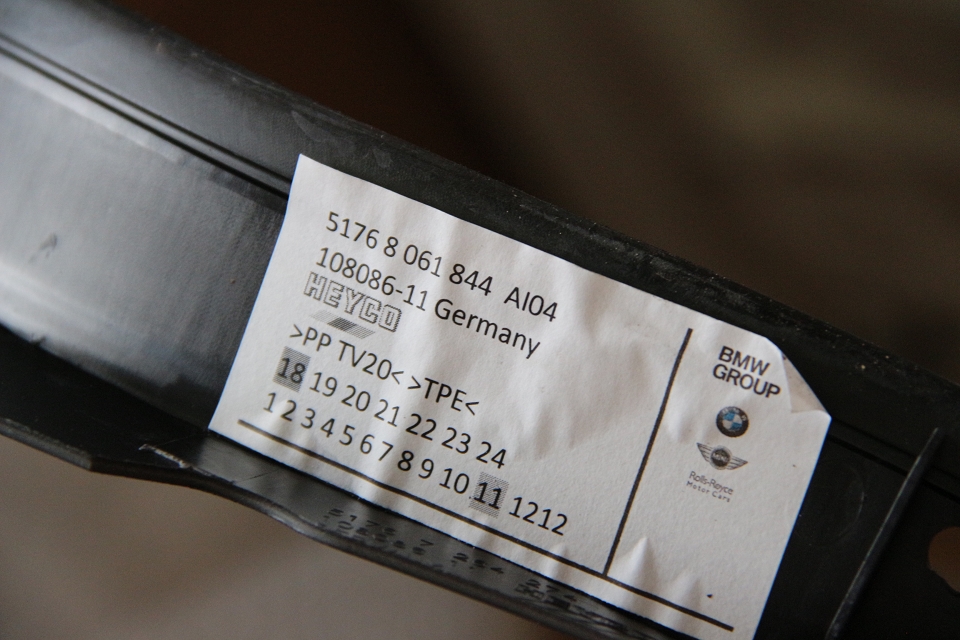 5176 8 061 844 AI04
108086-11 Germany
HEYCO
>PP TV20< >TPE<
18 19 20 21 22 23 24
1 2 3 4 5 6 7 8 9 10 11 1212
BMW
GROUP
Rolls-Royce
Motor Cars